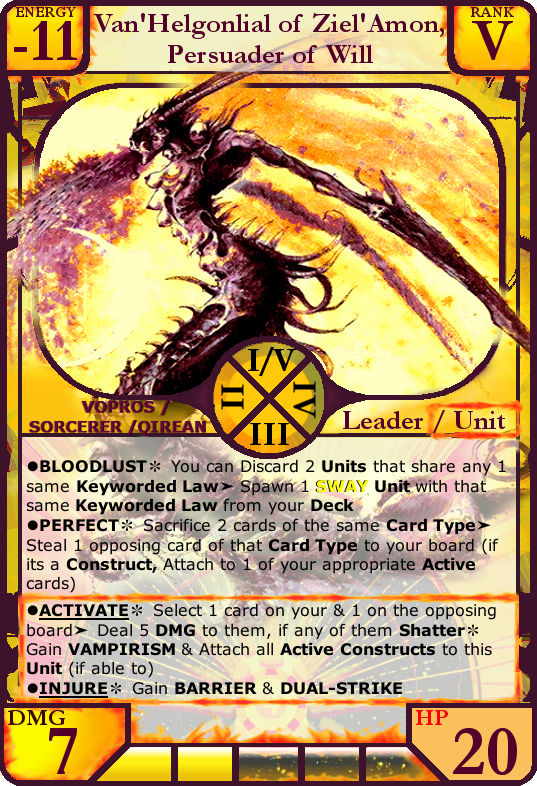 ENERGY
-11
Van'Helgonlial of Ziel'Amon,
Persuader of Will
RANK
V
I/V
II
IV
III
VOPROS /
SORCERER /QIREAN
Leader / Unit
●BLOODLUST✻ You can Discard 2 Units that share any 1
same Keyworded Law➤ Spawn 1 SWAY Unit with that
same Keyworded Law from your Deck
●PERFECT✻ Sacrifice 2 cards of the same Card Type➤
Steal 1 opposing card of that Card Type to your board (if
its a Construct, Attach to 1 of your appropriate Active
cards)
●ACTIVATE✻ Select 1 card on your & 1 on the opposing
board➤ Deal 5 DMG to them, if any of them Shatter✻
Gain VAMPIRISM & Attach all Active Constructs to this
Unit (if able to)
●INJURE✻ Gain BARRIER & DUAL-STRIKE
DMG
7
HP
20